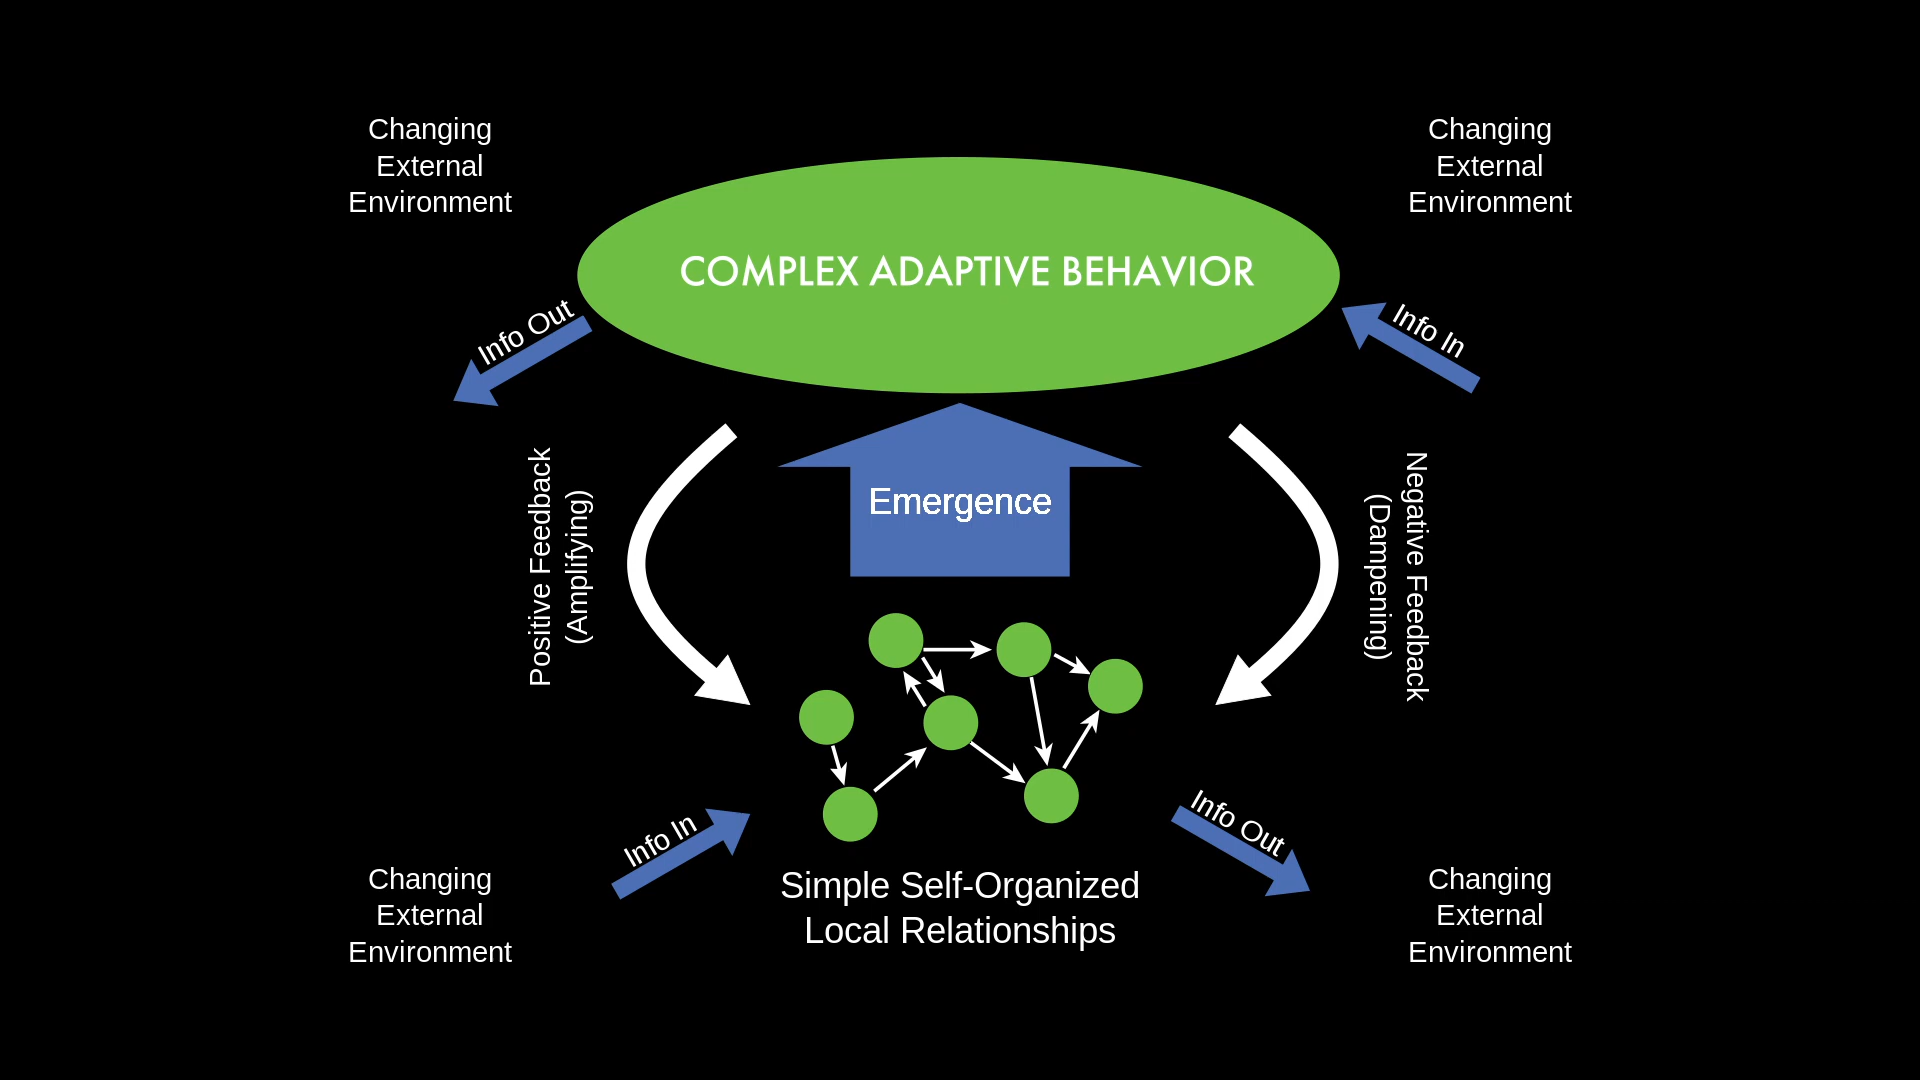 Changing
External
Environment
Changing
External
Environment
COMPLEX ADAPTIVE BEHAVIOR
Info Out
Info In
Positive Feedback
(Amplifying)
Emergence
Negative Feedback
(Dampening)
Info In
Info Out
Simple Self-Organized
Local Relationships
Changing
External
Environment
Changing
External
Environment